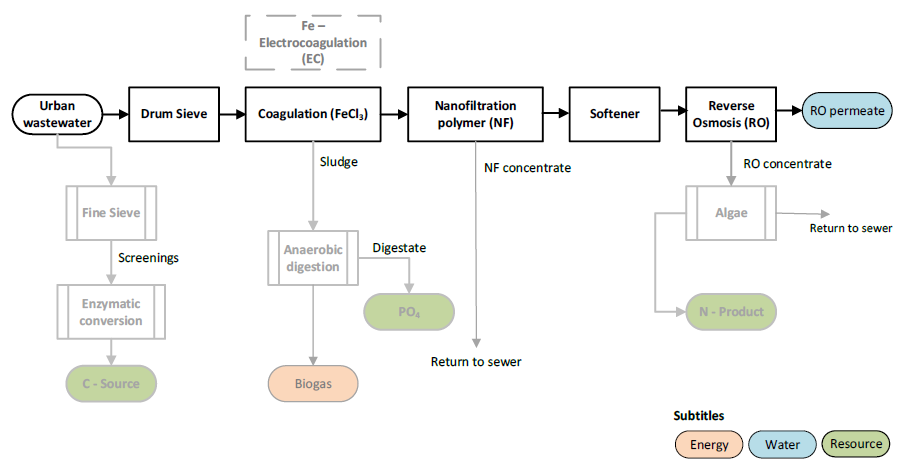 Fe –
Electrocoagulation
(EC)
Urban
wastewater
Drum Sieve
Coagulation (FeCl₃)
Nanofiltration
polymer (NF)
Softener
Reverse
Osmosis (RO)
RO permeate
Sludge
NF concentrate
RO concentrate
Fine Sieve
Algae
Return to sewer
Screenings
Anaerobic
digestion
Digestate
Enzymatic
conversion
PO₄
N - Product
Return to sewer
C - Source
Biogas
Subtitles
Energy
Water
Resource